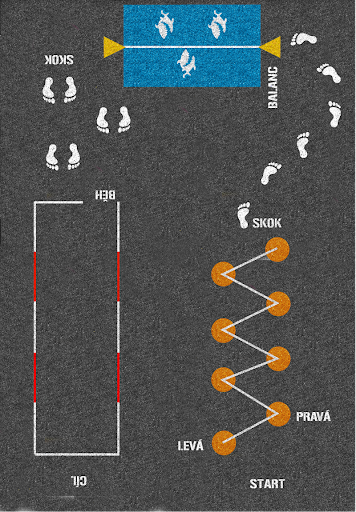 SKOK
BALANC
BĚH
SKOK
PRAVÁ
LEVÁ
CÍL
START